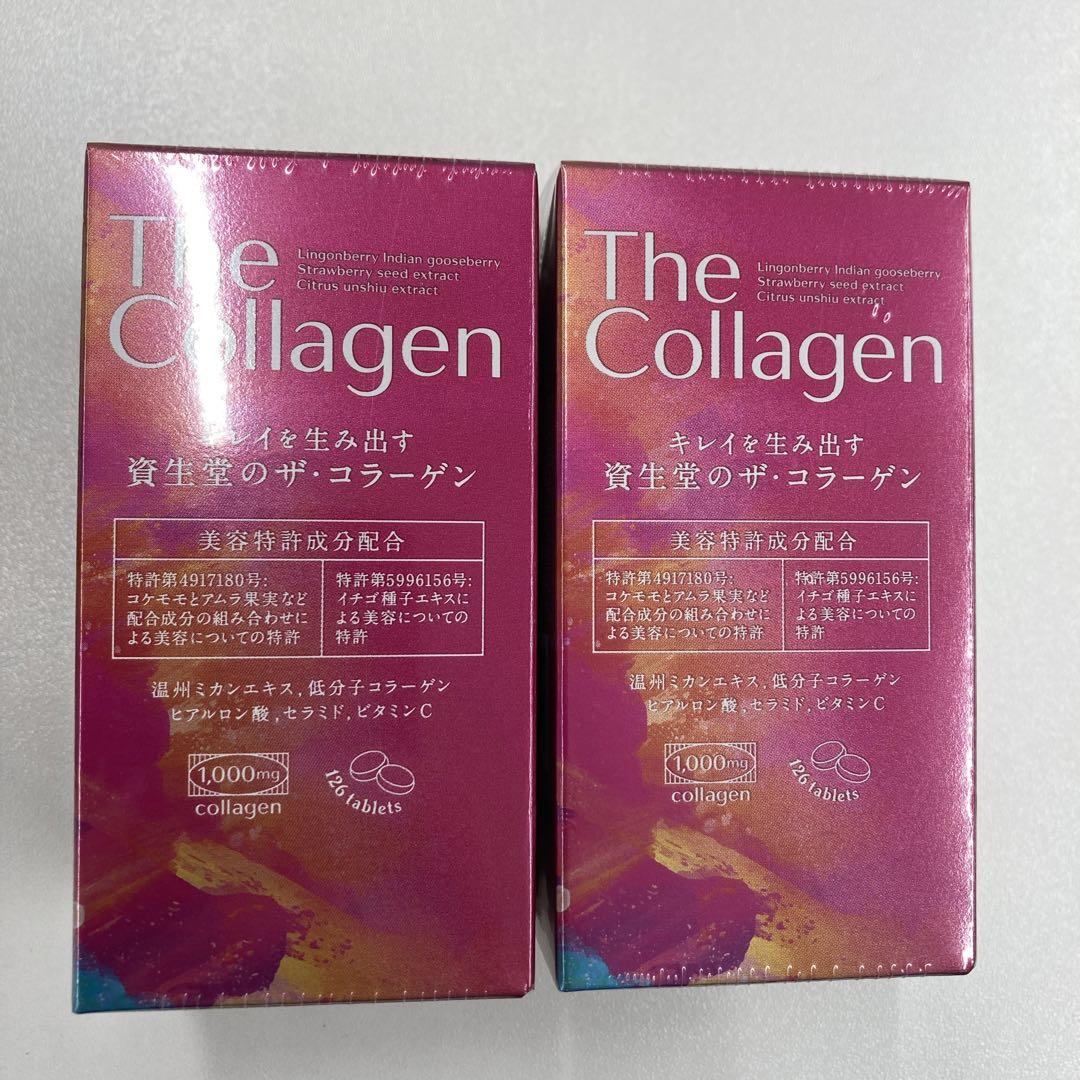 The
Collagen
Lingonberry Indian gooseberry
Strawberry seed extract
Citrus unshiu extract
キレイを生み出す
資生堂のザ・コラーゲン
美容特許成分配合
特許第4917180号:
コケモモとアムラ果実など
配合成分の組み合わせに
よる美容についての特許
特許第5996156号:
イチゴ種子エキスに
よる美容についての
特許
温州ミカンエキス,低分子コラーゲン
ヒアルロン酸,セラミド,ビタミンC
1,000mg
collagen
126 tablets
The
Collagen
Lingonberry Indian gooseberry
Strawberry seed extract
Citrus unshiu extract
キレイを生み出す
資生堂のザ・コラーゲン
美容特許成分配合
特許第4917180号:
コケモモとアムラ果実など
配合成分の組み合わせに
よる美容についての特許
特許第5996156号:
イチゴ種子エキスに
よる美容についての
特許
温州ミカンエキス,低分子コラーゲン
ヒアルロン酸,セラミド,ビタミンC
1,000mg
collagen
126 tablets